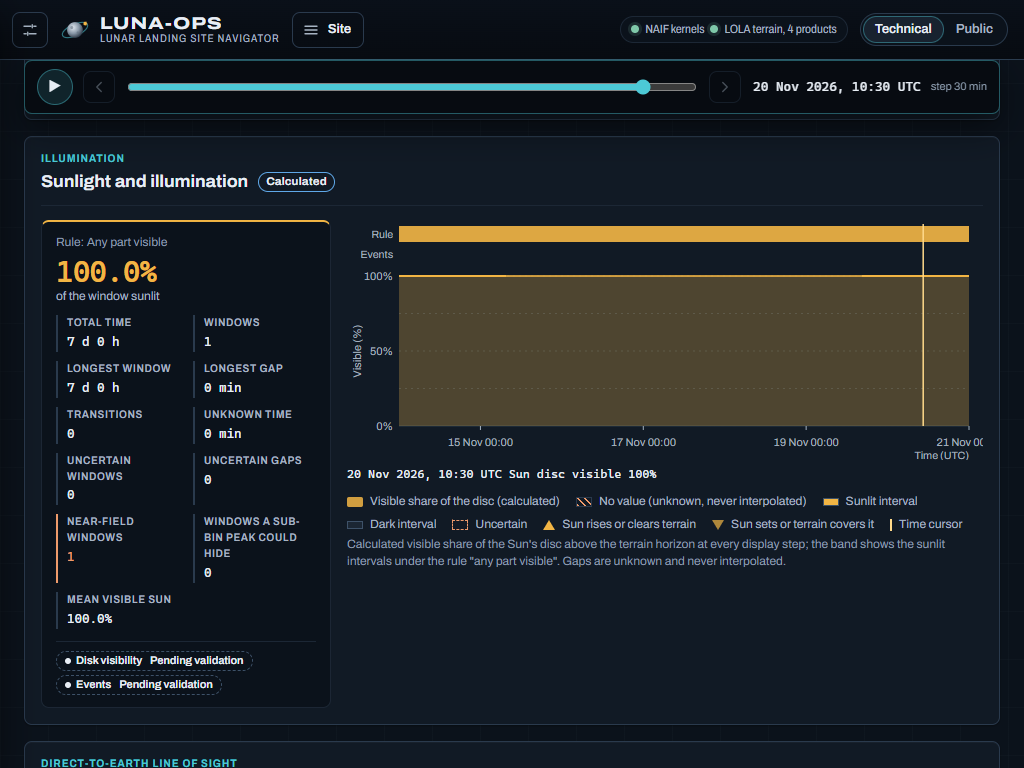 LUNA-OPS
LUNAR LANDING SITE NAVIGATOR
Site
NAIF kernels
LOLA terrain, 4 products
Technical
Public
20 Nov 2026, 10:30 UTC
step 30 min
ILLUMINATION
Sunlight and illumination
Calculated
Rule: Any part visible
100.0%
of the window sunlit
TOTAL TIME
7 d 0 h
WINDOWS
1
LONGEST WINDOW
7 d 0 h
LONGEST GAP
0 min
TRANSITIONS
0
UNKNOWN TIME
0 min
UNCERTAIN
WINDOWS
0
UNCERTAIN GAPS
0
NEAR-FIELD
WINDOWS
1
WINDOWS A SUB-
BIN PEAK COULD
HIDE
0
MEAN VISIBLE SUN
100.0%
Disk visibility Pending validation
Events Pending validation
Rule
Events
100%
50%
0%
Visible (%)
15 Nov 00:00
17 Nov 00:00
19 Nov 00:00
21 Nov 00
Time (UTC)
20 Nov 2026, 10:30 UTC Sun disc visible 100%
Visible share of the disc (calculated)
No value (unknown, never interpolated)
Sunlit interval
Dark interval
Uncertain
Sun rises or clears terrain
Sun sets or terrain covers it
Time cursor
Calculated visible share of the Sun's disc above the terrain horizon at every display step; the band shows the sunlit
intervals under the rule "any part visible". Gaps are unknown and never interpolated.
DIRECT-TO-EARTH LINE OF SIGHT